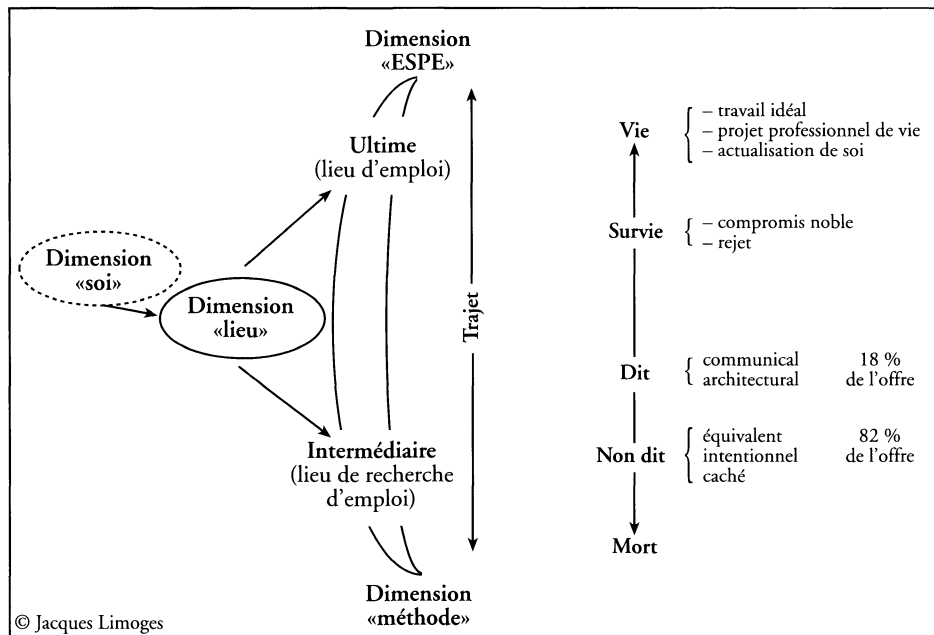 Dimension
«ESPE»
Ultime
(lieu d'emploi)
Dimension
«soi»
Dimension
«lieu»
Intermédiaire
(lieu de recherche
d'emploi)
Dimension
«méthode»
Trajet
Vie
– travail idéal
– projet professionnel de vie
– actualisation de soi
Survie
– compromis noble
– rejet
Dit
communical 18 %
architectural de l'offre
Non dit
équivalent 82 %
intentionnel de l'offre
caché
Mort
© Jacques Limoges